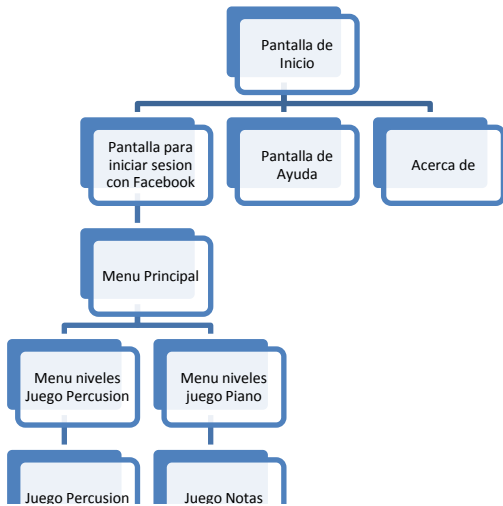 Pantalla de
Inicio
Pantalla para
iniciar sesion
con Facebook
Pantalla de
Ayuda
Acerca de
Menu Principal
Menu niveles
Juego Percusion
Menu niveles
juego Piano
Juego Percusion
Juego Notas